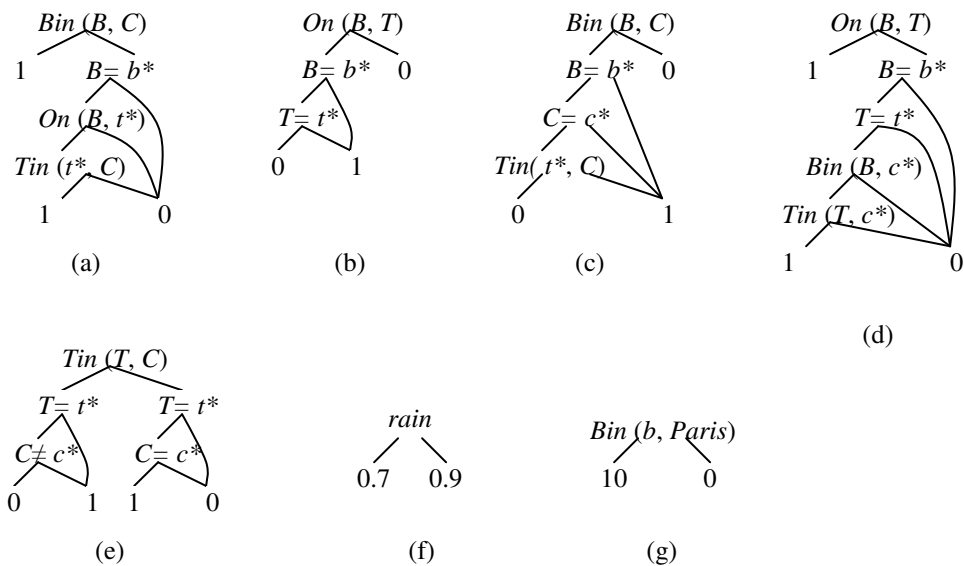 Bin (B, C)
1
B= b*
On (B, t*)
Tin (t*, C)
1
0
(a)
On (B, T)
B= b*
0
T= t*
0
1
(b)
Bin (B, C)
B= b*
0
C= c*
Tin( t*, C)
0
1
(c)
On (B, T)
1
B= b*
T= t*
Bin (B, c*)
Tin (T, c*)
1
0
(d)
Tin (T, C)
T= t*
T= t*
C≠ c*
C= c*
0
1
1
0
(e)
rain
0.7
0.9
(f)
Bin (b, Paris)
10
0
(g)